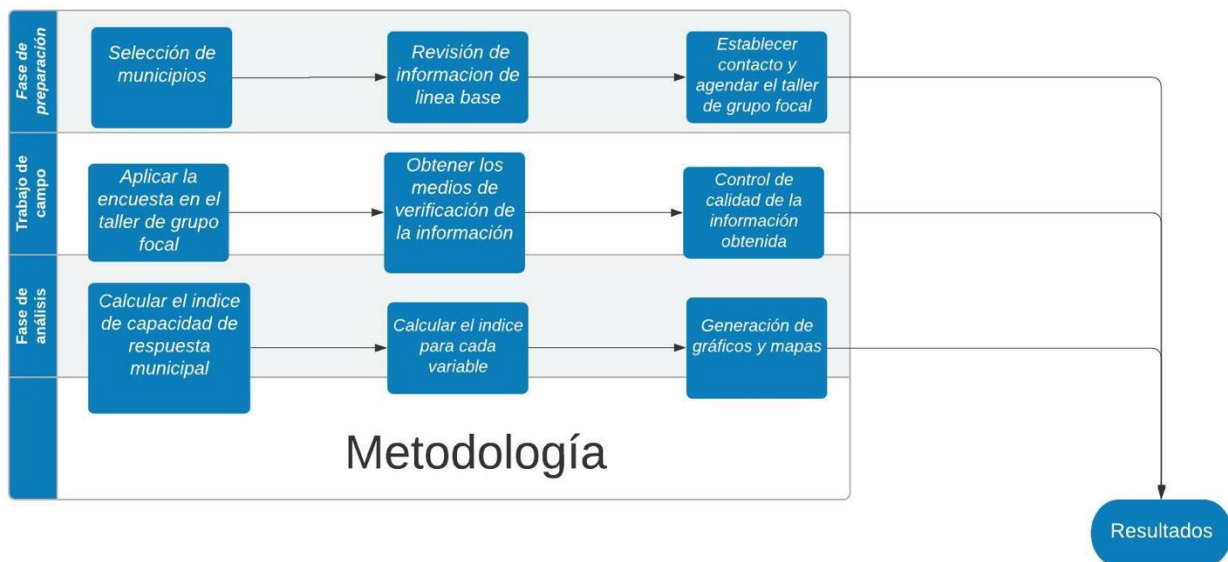 Fase de
preparación
Selección de
municipios
Revisión de
informacion de
linea base
Establecer
contacto y
agendar el taller
de grupo focal
Trabajo de
campo
Aplicar la
encuesta en el
taller de grupo
focal
Obtener los
medios de
verificación de
la información
Control de
calidad de la
información
obtenida
Fase de
análisis
Calcular el indice
de capacidad de
respuesta
municipal
Calcular el indice
para cada
variable
Generación de
gráficos y mapas
Metodología
Resultados